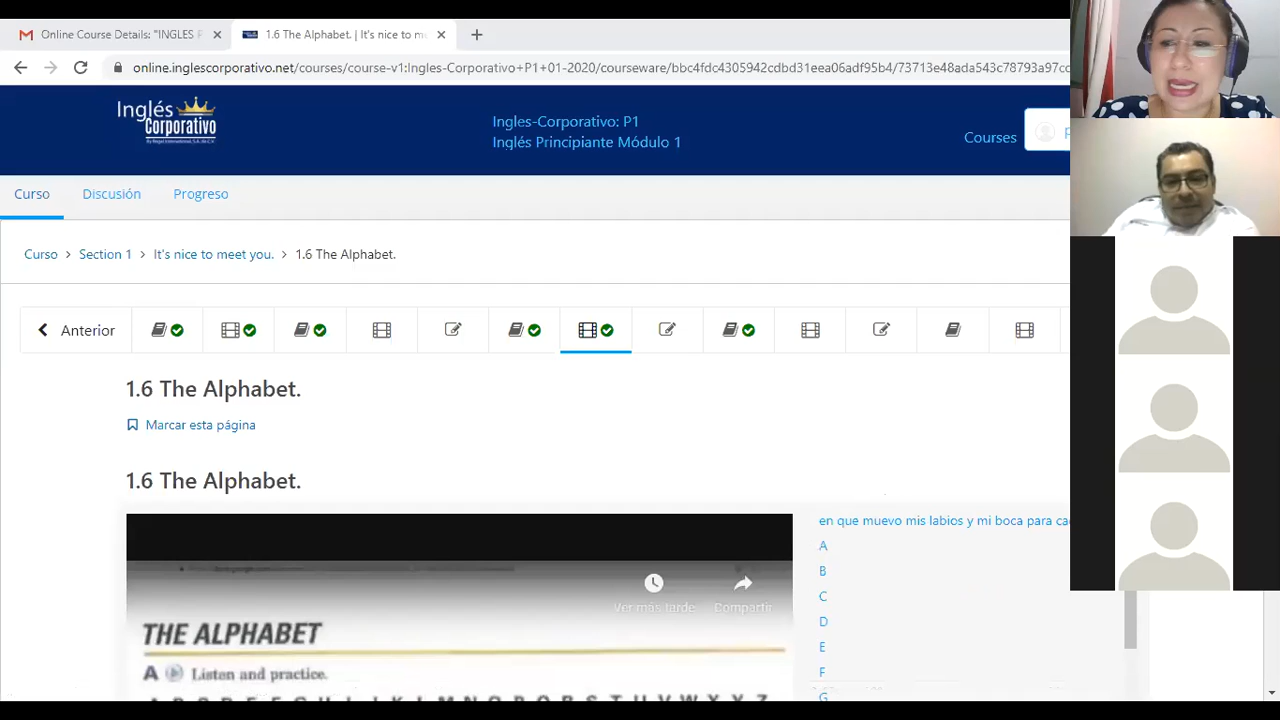 Online Course Details: "INGLES P
1.6 The Alphabet. | It's nice to m
online.inglescorporativo.net/courses/course-v1:Ingles-Corporativo+P1+01-2020/courseware/bbc4fdc4305942cdbd31eea06adf95b4/73713e48ada543c78793a97cc
Inglés
Corporativo
Ingles-Corporativo: P1
Inglés Principiante Módulo 1
Courses
Curso
Discusión
Progreso
Curso > Section 1 > It's nice to meet you. > 1.6 The Alphabet.
Anterior
1.6 The Alphabet.
Marcar esta página
1.6 The Alphabet.
Ver más tarde
Compartir
THE ALPHABET
A Listen and practice.
en que muevo mis labios y mi boca para ca
A
B
C
D
E
F
G